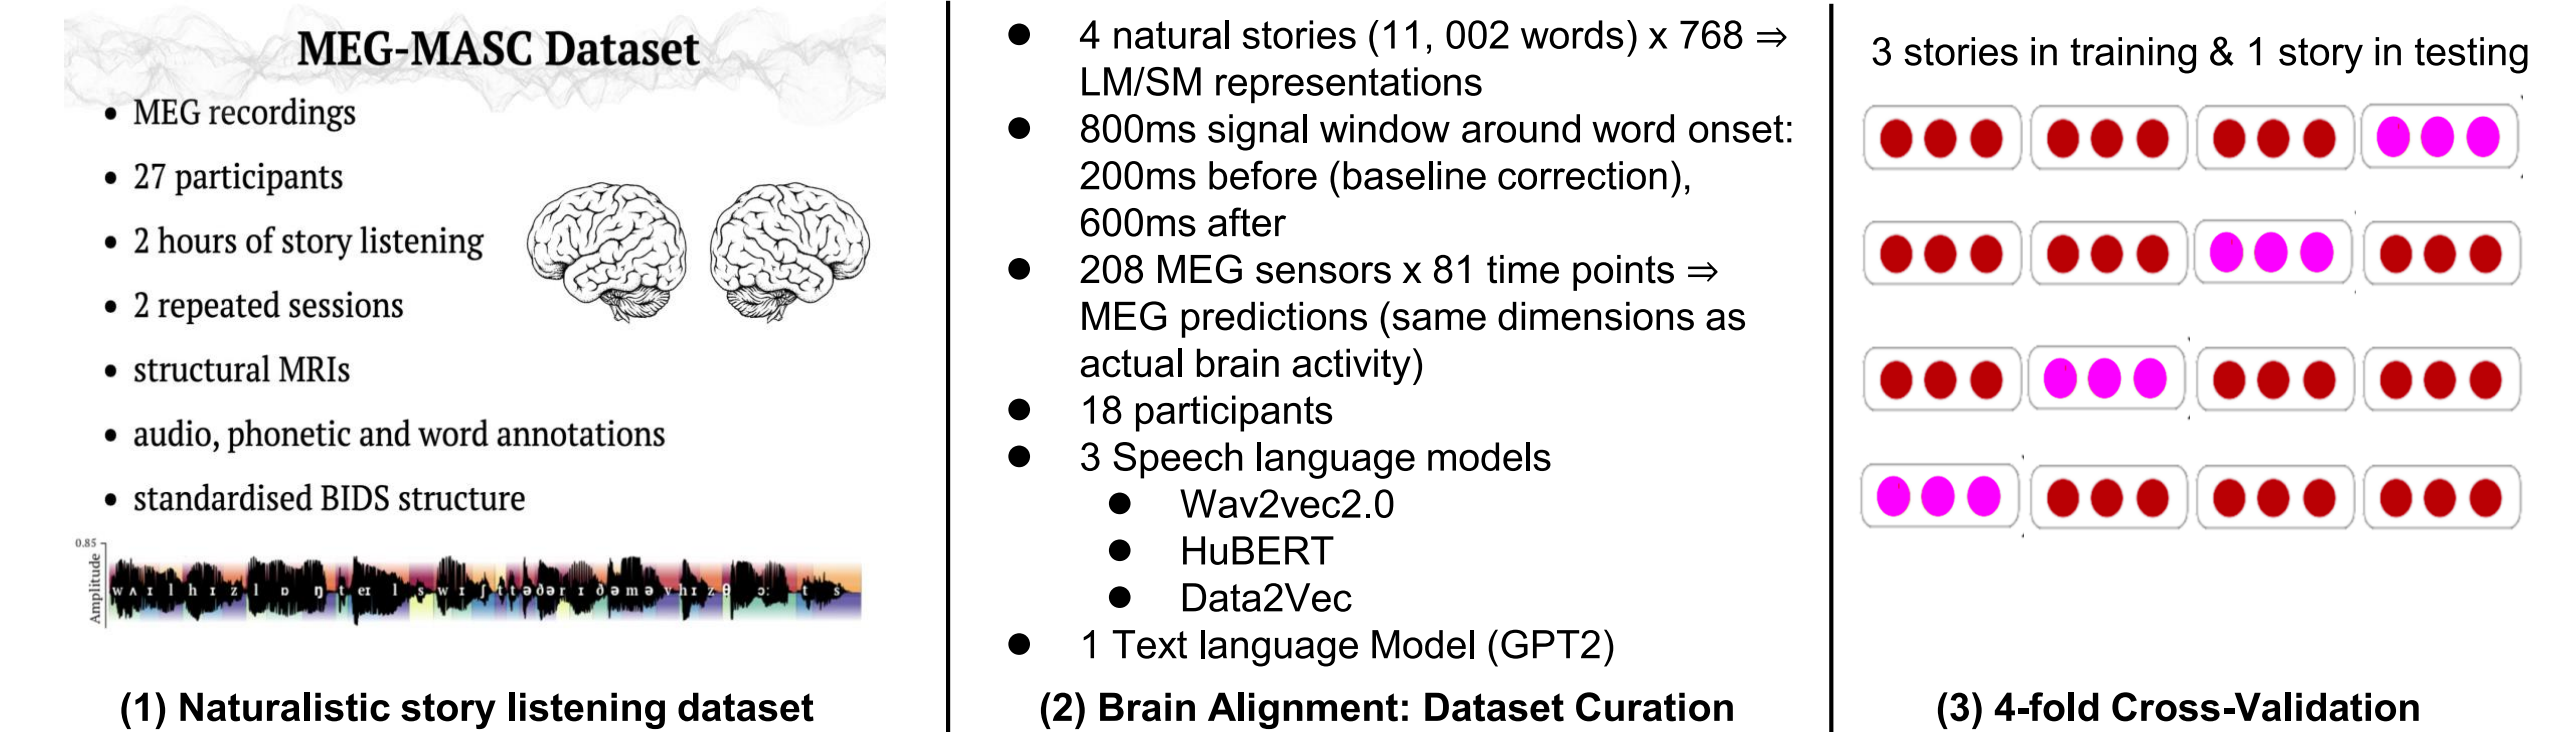 MEG-MASC Dataset
• MEG recordings
• 27 participants
• 2 hours of story listening
• 2 repeated sessions
• structural MRIs
• audio, phonetic and word annotations
• standardised BIDS structure
0.85
Amplitude
(1) Naturalistic story listening dataset
● 4 natural stories (11, 002 words) x 768 ⇒
LM/SM representations
● 800ms signal window around word onset:
200ms before (baseline correction),
600ms after
● 208 MEG sensors x 81 time points ⇒
MEG predictions (same dimensions as
actual brain activity)
● 18 participants
● 3 Speech language models
● Wav2vec2.0
● HuBERT
● Data2Vec
● 1 Text language Model (GPT2)
(2) Brain Alignment: Dataset Curation
3 stories in training & 1 story in testing
(3) 4-fold Cross-Validation